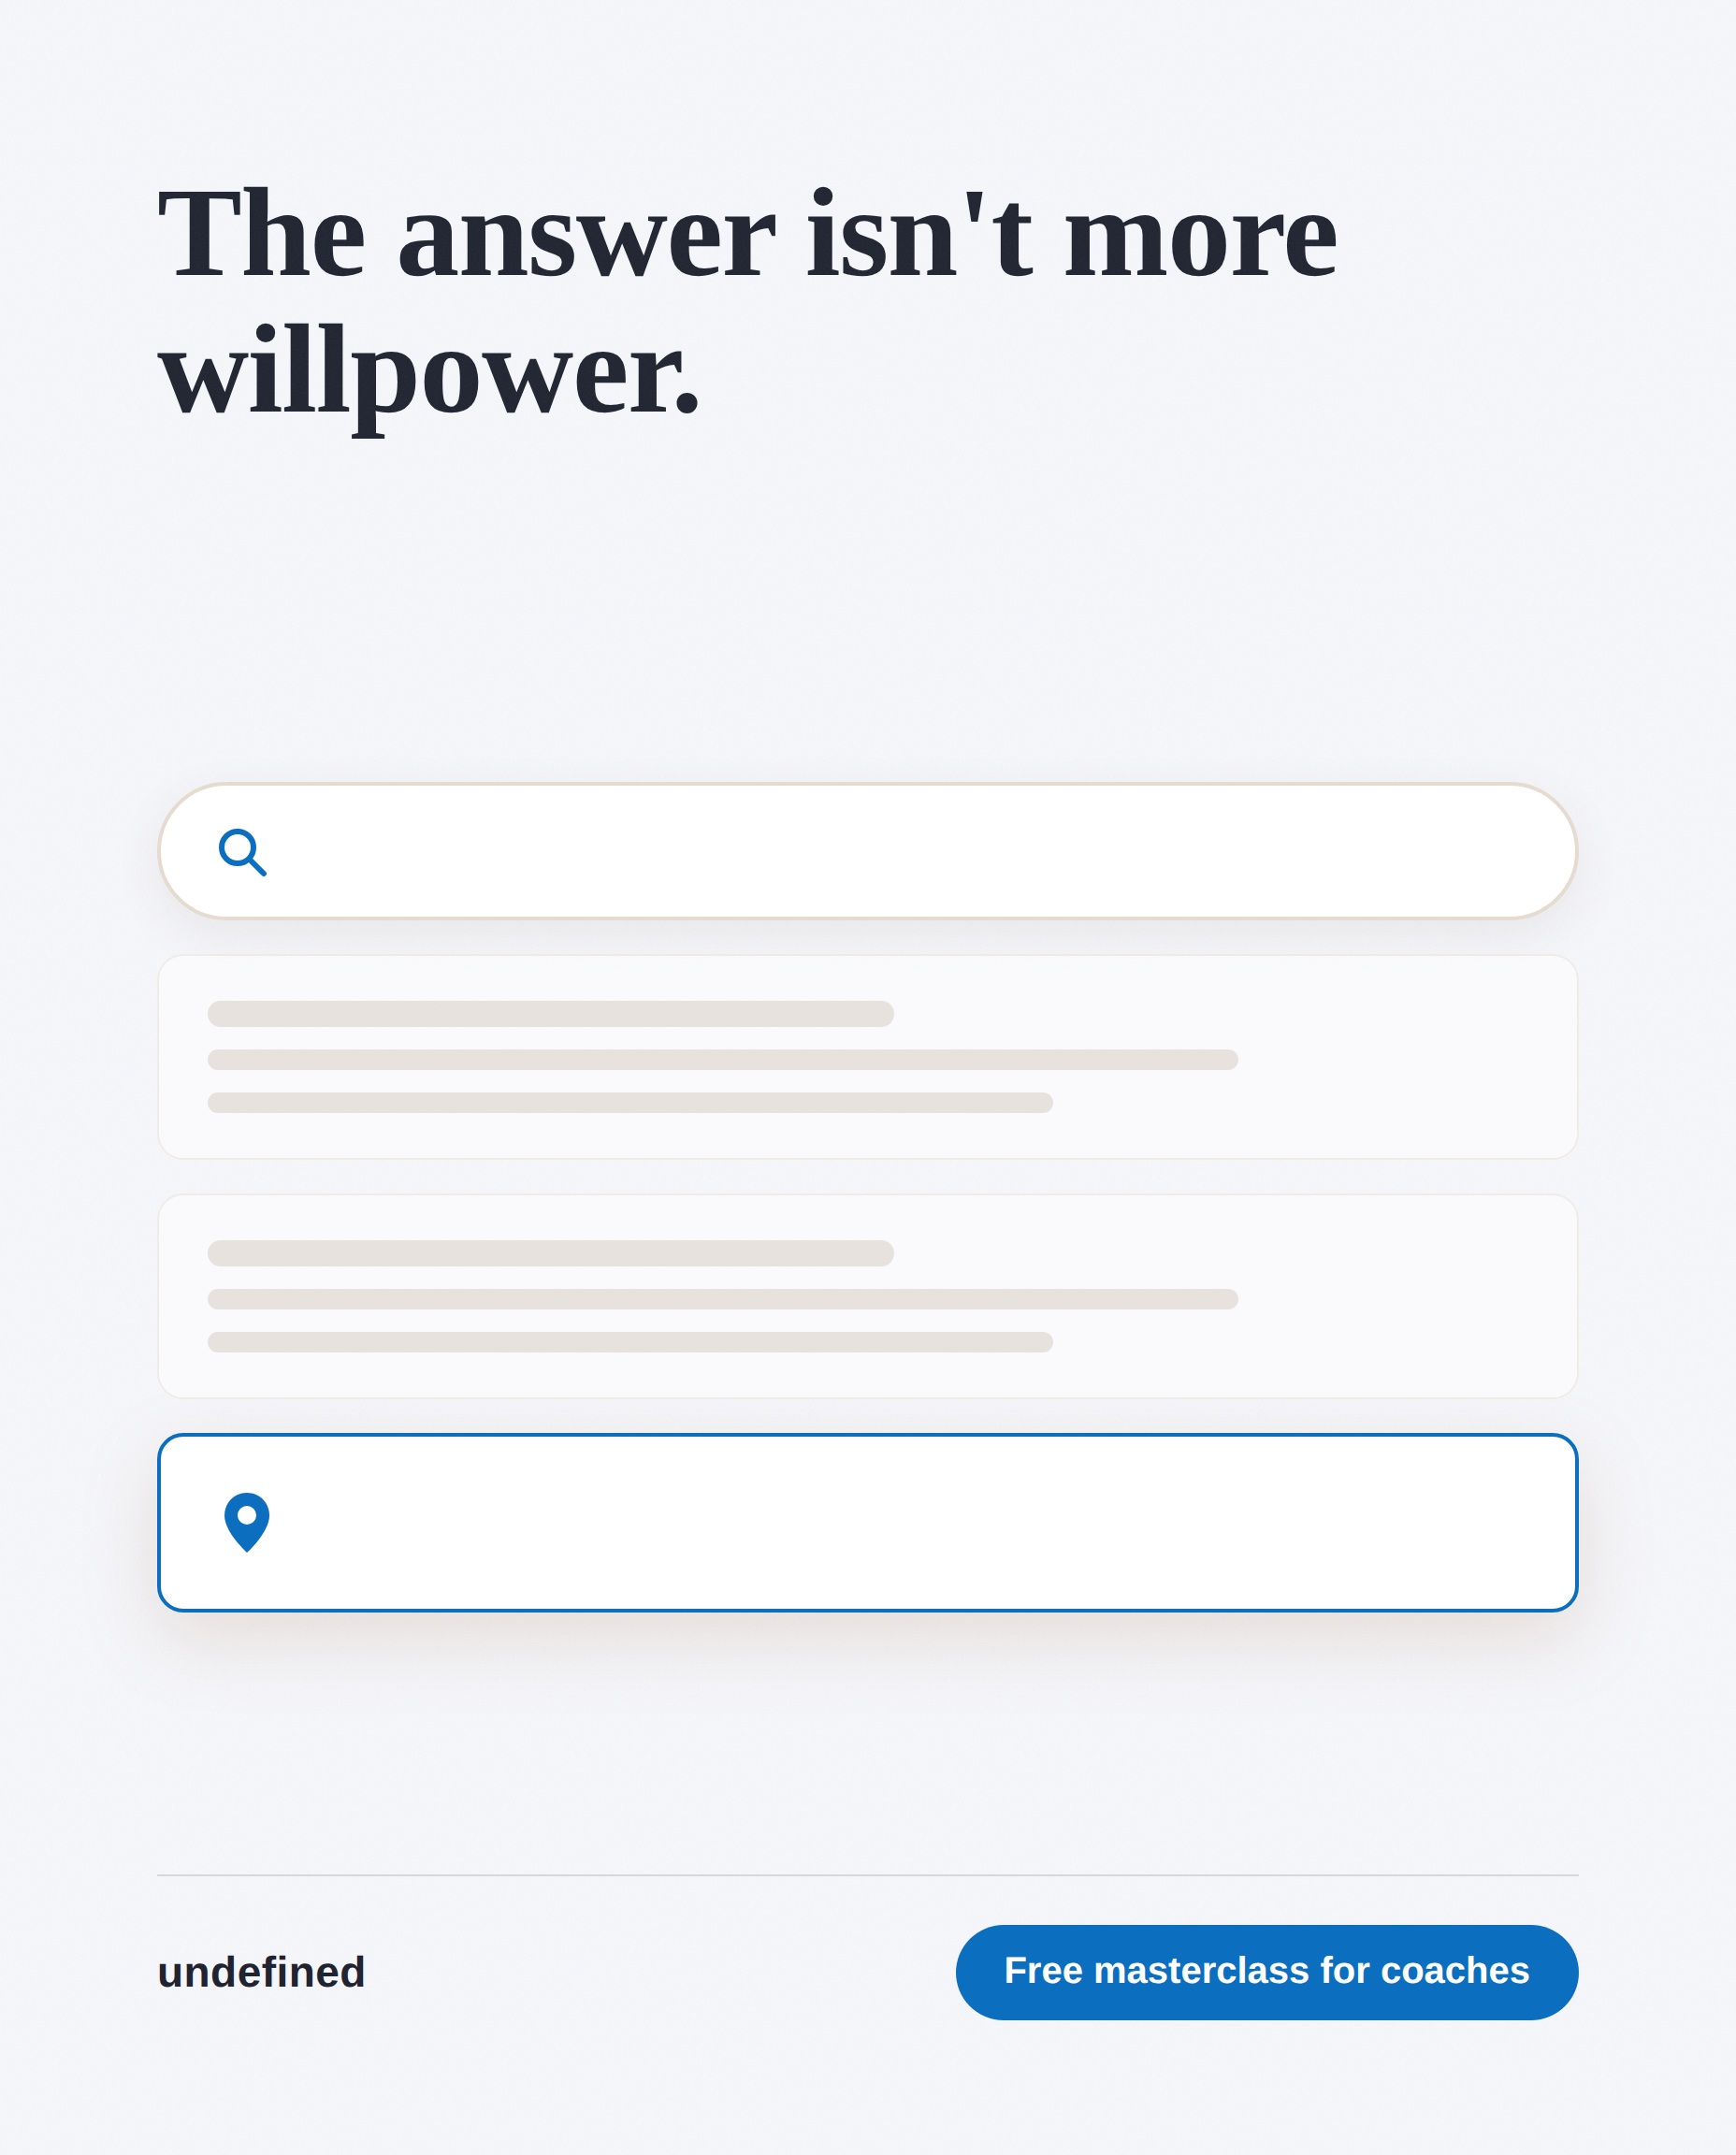 The answer isn't more
willpower.
undefined
Free masterclass for coaches